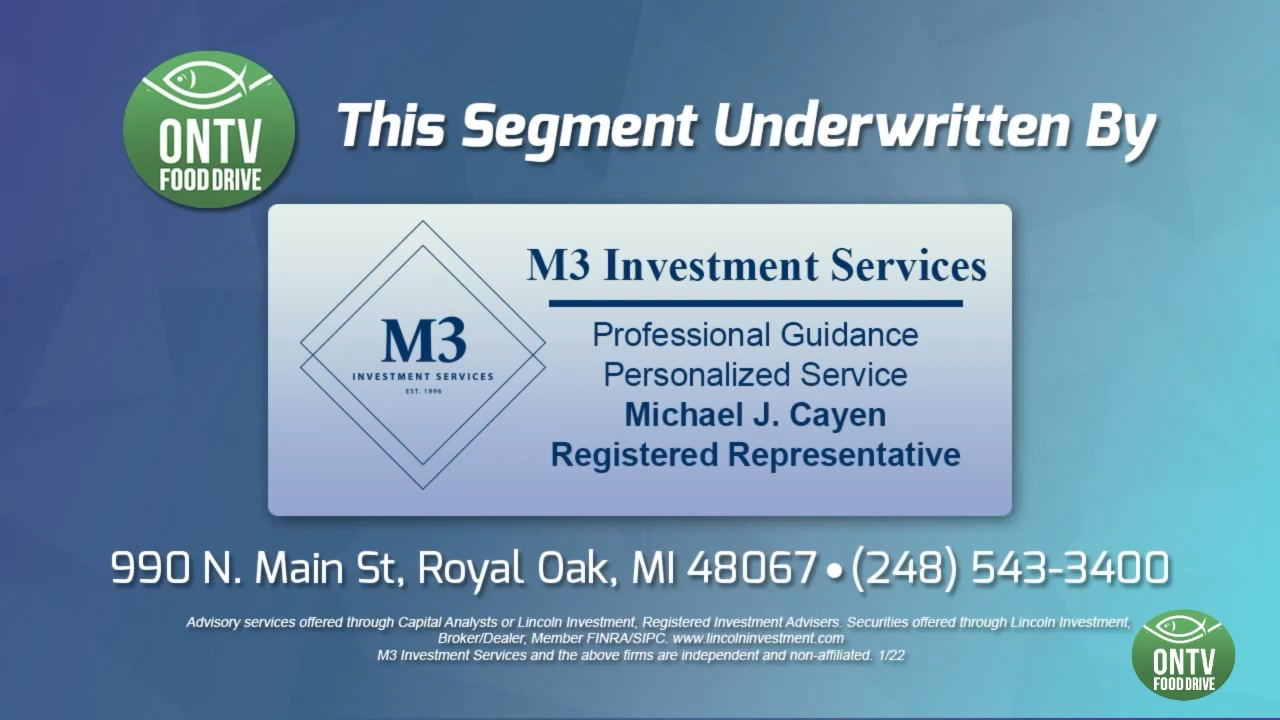 ONTV
FOOD DRIVE
This Segment Underwritten By
M3
INVESTMENT SERVICES
EST. 1996
M3 Investment Services
Professional Guidance
Personalized Service
Michael J. Cayen
Registered Representative
990 N. Main St, Royal Oak, MI 48067 • (248) 543-3400
Advisory services offered through Capital Analysts or Lincoln Investment, Registered Investment Advisers. Securities offered through Lincoln Investment,
Broker/Dealer, Member FINRA/SIPC. www.lincolninvestment.com
M3 Investment Services and the above firms are independent and non-affiliated. 1/22
ONTV
FOOD DRIVE